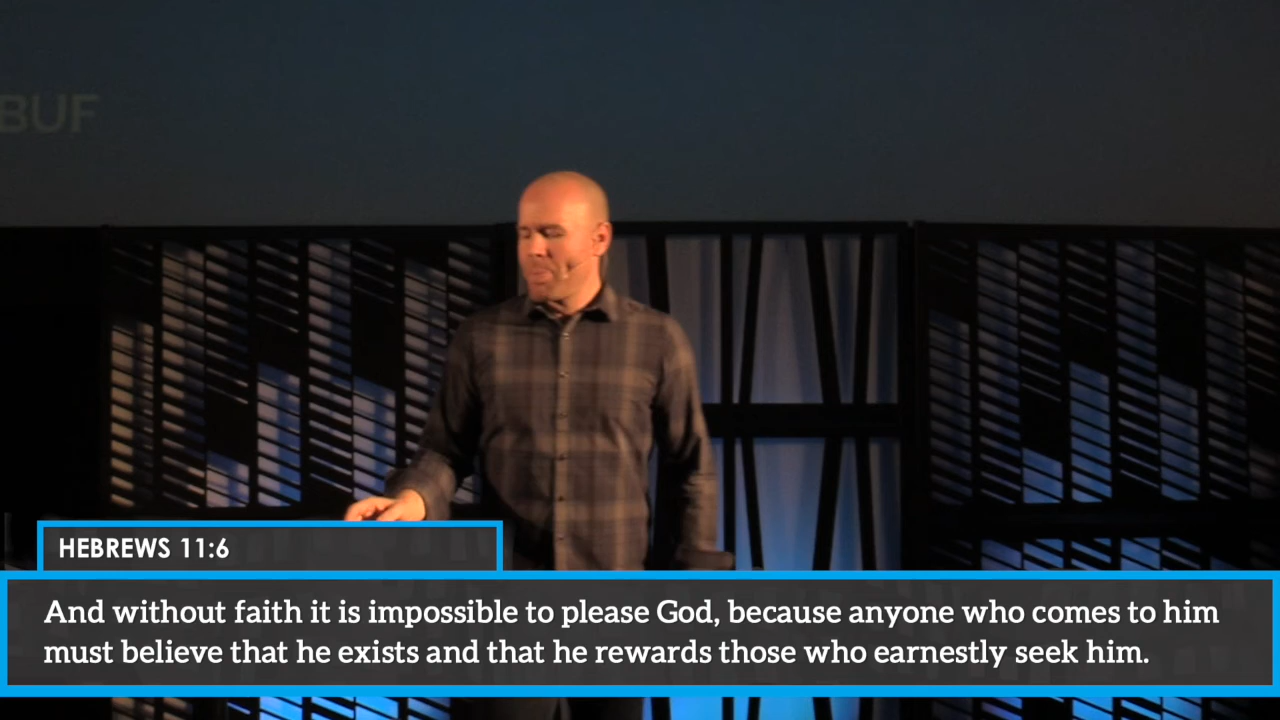 BUF
HEBREWS 11:6
And without faith it is impossible to please God, because anyone who comes to him
must believe that he exists and that he rewards those who earnestly seek him.